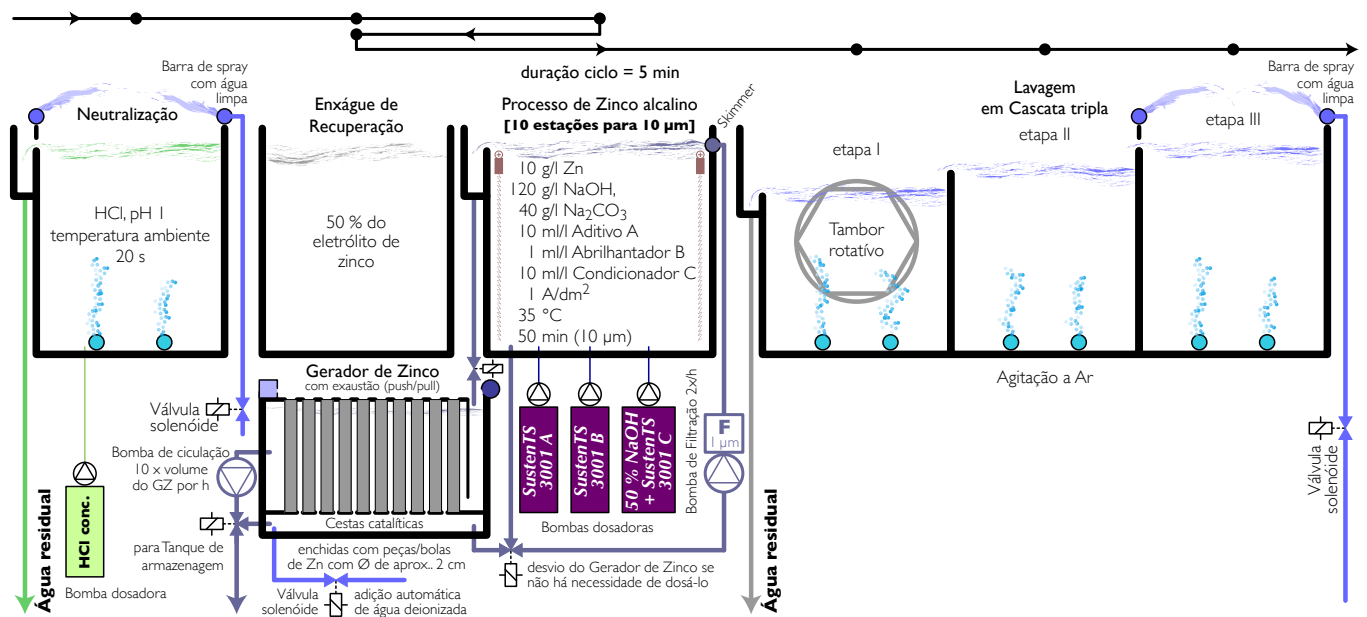 duração ciclo = 5 min
Barra de spray
com água
limpa
Neutralização
HCl, pH 1
temperatura ambiente
20 s
Enxágue de
Recuperação
50 % do
eletrólito de
zinco
Processo de Zinco alcalino
[10 estações para 10 µm]
Skimmer
10 g/l Zn
120 g/l NaOH,
40 g/l Na₂CO₃
10 ml/l Aditivo A
1 ml/l Abrilhantador B
10 ml/l Condicionador C
1 A/dm²
35 °C
50 min (10 µm)
Lavagem
em Cascata tripla
etapa I
etapa II
etapa III
Barra de spray
com água
limpa
Tambor
rotatívo
Agitação a Ar
Gerador de Zinco
com exaustão (push/pull)
Válvula
solenóide
Bomba de ciculação
10 x volume
do GZ por h
Cestas catalíticas
para Tanque de
armazenagem
enchidas com peças/bolas
de Zn com Ø de aprox.. 2 cm
Válvula
solenóide
adição automática
de água deionizada
HCl conc.
Bomba dosadora
Água residual
SustenTS
3001 A
SustenTS
3001 B
50 % NaOH
+ SustenTS
3001 C
Bombas dosadoras
Bomba de Filtração 2x/h
F
1 µm
desvio do Gerador de Zinco se
não há necessidade de dosá-lo
Água residual
Válvula
solenóide